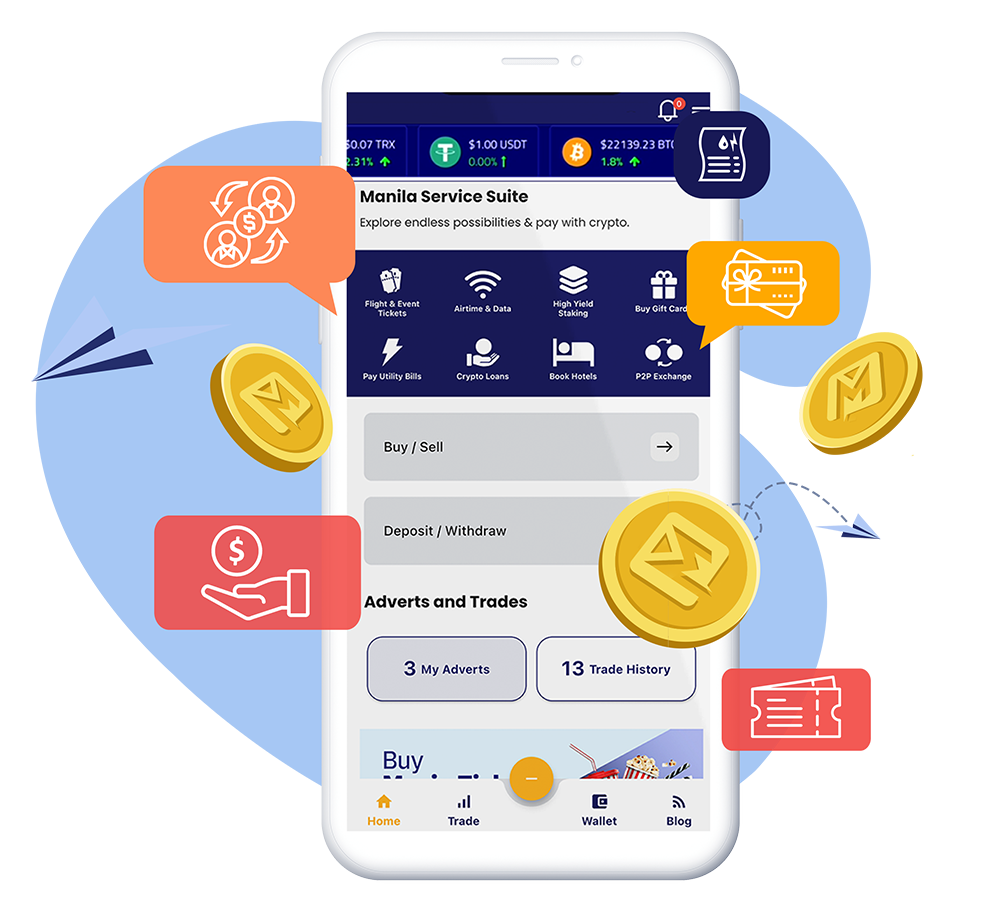 0
$0.07 TRX
2.31%
$1.00 USDT
0.00%
$22139.23
1.8%
Manila Service Suite
Explore endless possibilities & pay with crypto.
Flight & Event
Tickets
Airtime & Data
High Yield
Staking
Buy Gift
Pay Utility Bills
Crypto Loans
Book Hotels
P2P Exchange
Buy / Sell
Deposit / Withdraw
Adverts and Trades
3 My Adverts
13 Trade History
Buy
Home
Trade
Wallet
Blog